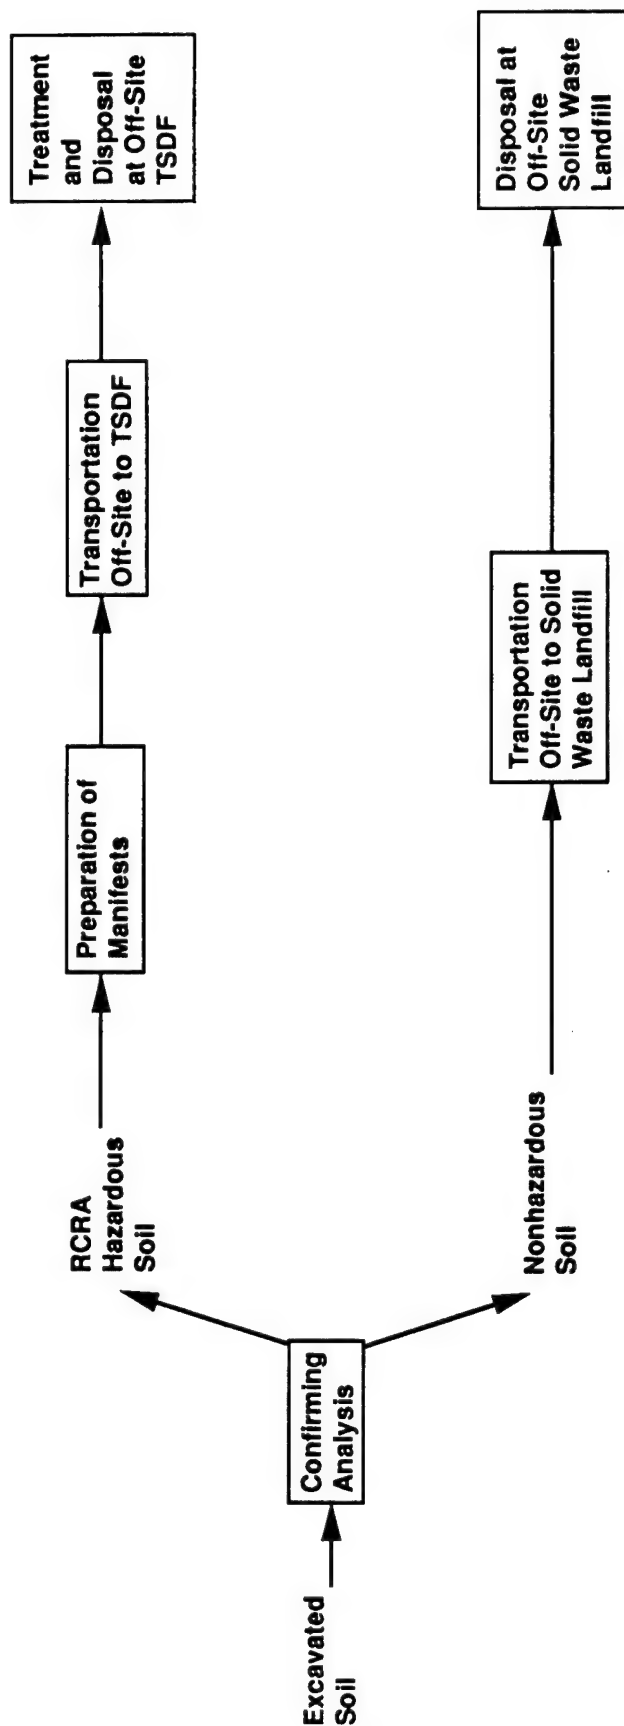 Excavated
Soil
Confirming
Analysis
RCRA
Hazardous
Soil
Preparation of
Manifests
Transportation
Off-Site to TSDF
Treatment
and
Disposal
at Off-Site
TSDF
Nonhazardous
Soil
Transportation
Off-Site to Solid
Waste Landfill
Disposal at
Off-Site
Solid Waste
Landfill